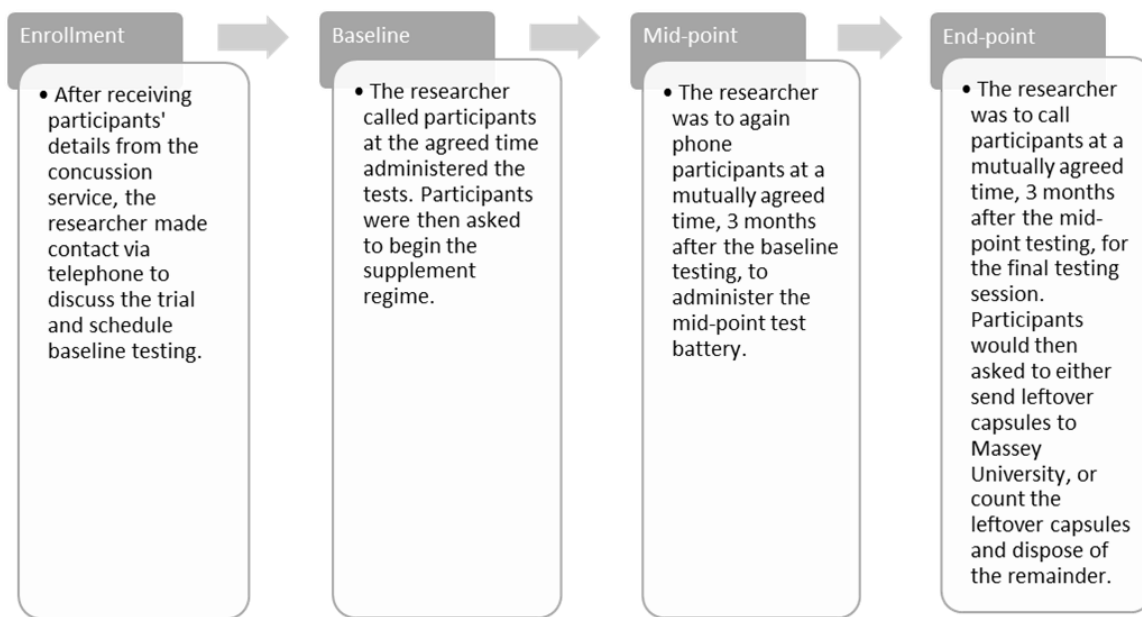 Enrollment
• After receiving
participants'
details from the
concussion
service, the
researcher made
contact via
telephone to
discuss the trial
and schedule
baseline testing.
Baseline
• The researcher
called participants
at the agreed time
administered the
tests. Participants
were then asked
to begin the
supplement
regime.
Mid-point
• The researcher
was to again
phone
participants at a
mutually agreed
time, 3 months
after the baseline
testing, to
administer the
mid-point test
battery.
End-point
• The researcher
was to call
participants at a
mutually agreed
time, 3 months
after the mid-
point testing, for
the final testing
session.
Participants
would then
asked to either
send leftover
capsules to
Massey
University, or
count the
leftover capsules
and dispose of
the remainder.